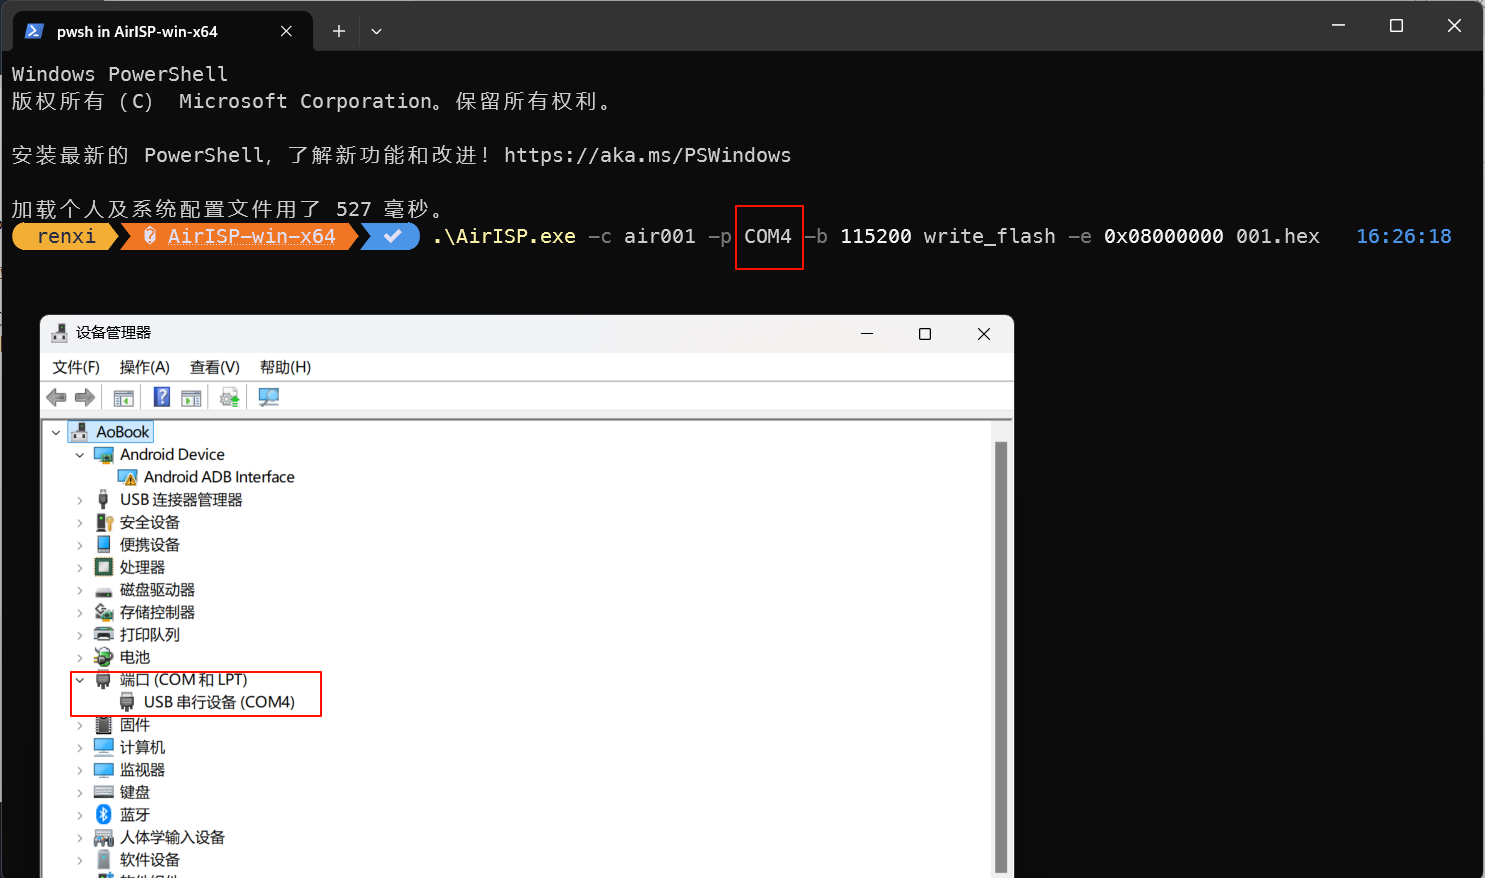 pwsh in AirISP-win-x64
Windows PowerShell
版权所有 (C) Microsoft Corporation。保留所有权利。
安装最新的 PowerShell，了解新功能和改进！https://aka.ms/PSWindows
加载个人及系统配置文件用了 527 毫秒。
renxi AirISP-win-x64 .\AirISP.exe -c air001 -p COM4 -b 115200 write_flash -e 0x08000000 001.hex 16:26:18
设备管理器
文件(F) 操作(A) 查看(V) 帮助(H)
AoBook
Android Device
Android ADB Interface
USB 连接器管理器
安全设备
便携设备
处理器
磁盘驱动器
存储控制器
打印队列
电池
端口 (COM 和 LPT)
USB 串行设备 (COM4)
固件
计算机
监视器
键盘
蓝牙
人体学输入设备
软件设备